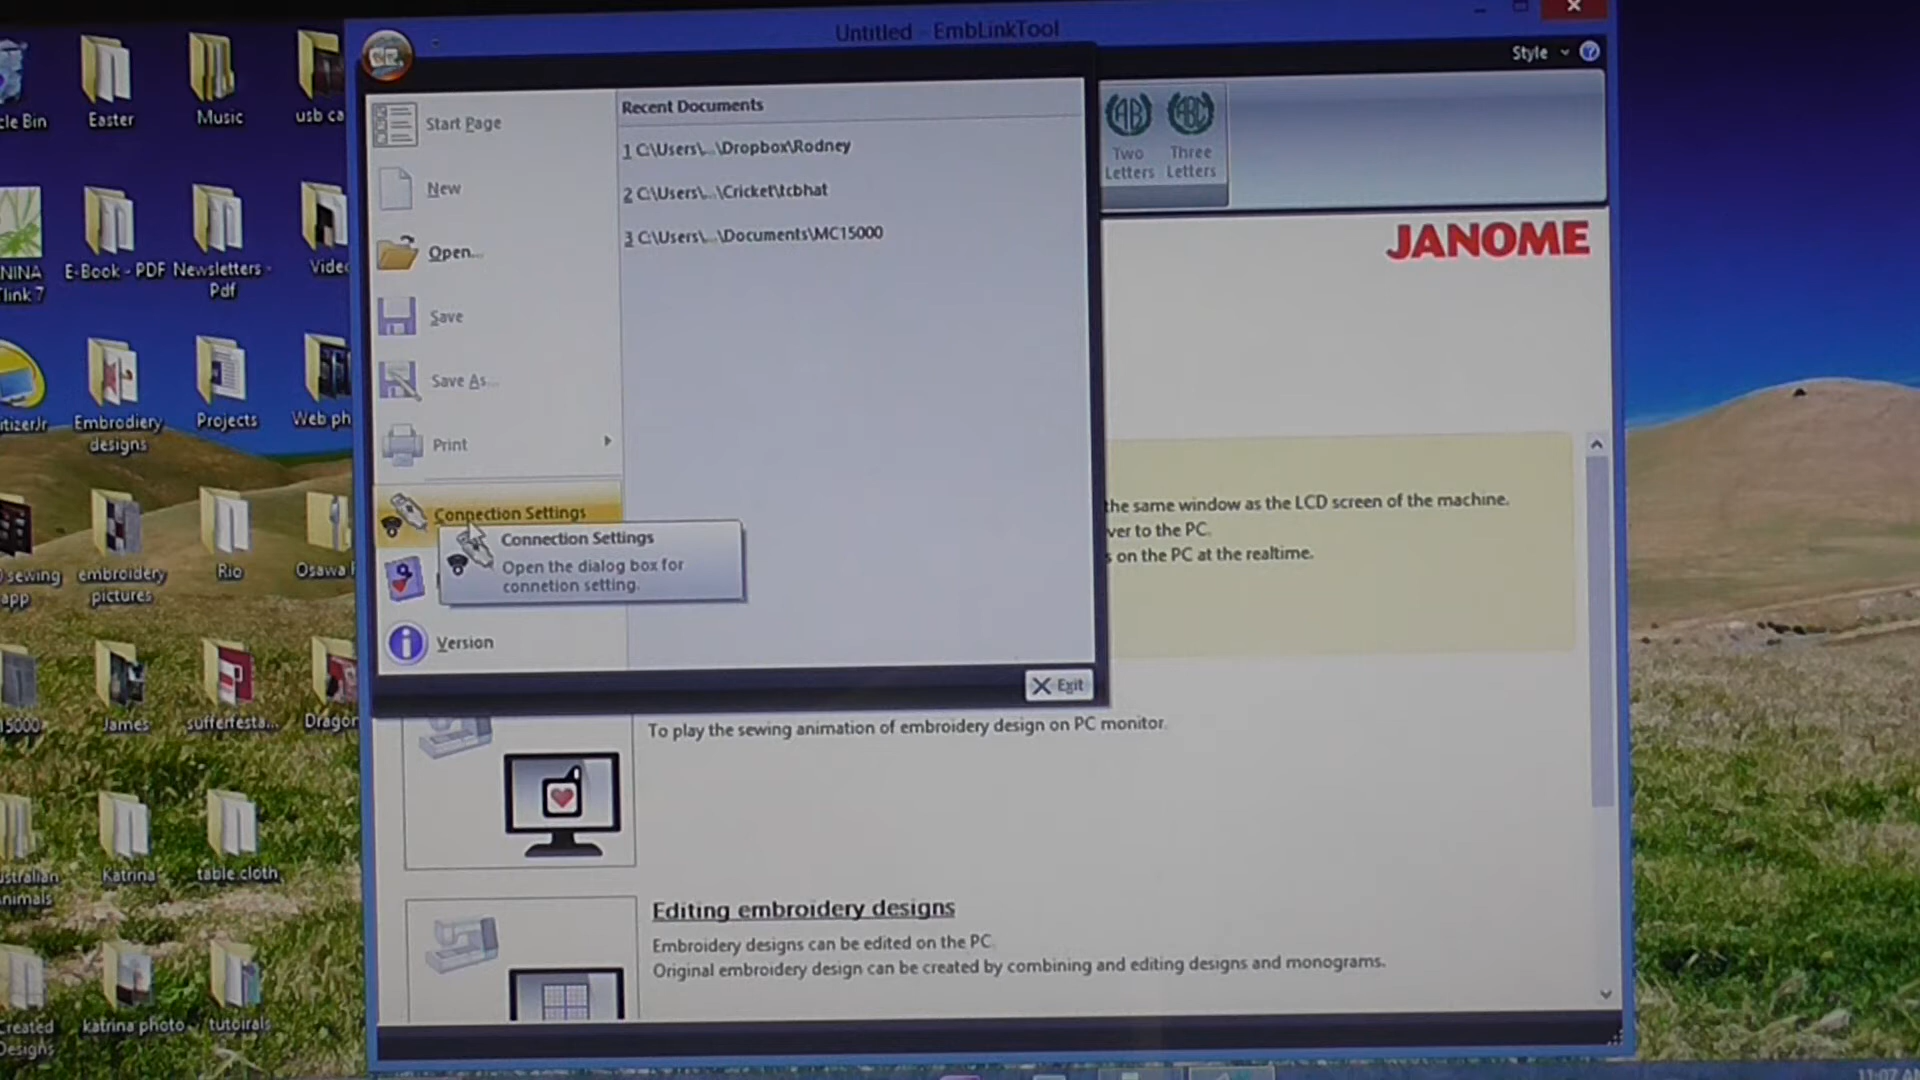 Untitled - EmbLinkTool
Style
Start Page
New
Open...
Save
Save As...
Print
Connection Settings
Connection Settings
Open the dialog box for
connetion setting.
Version
Recent Documents
1 C:\Users\...\Dropbox\Rodney
2 C:\Users\...\Cricket\tcbhat
3 C:\Users\...\Documents\MC15000
Exit
Two
Letters
Three
Letters
JANOME
the same window as the LCD screen of the machine.
ver to the PC.
s on the PC at the realtime.
To play the sewing animation of embroidery design on PC monitor.
Editing embroidery designs
Embroidery designs can be edited on the PC.
Original embroidery design can be created by combining and editing designs and monograms.
cle Bin
Easter
Music
usb ca
NINA
link 7
E-Book - PDF
Newsletters -
Pdf
Video
itizerJr
Embrodiery
designs
Projects
Web ph
sewing
app
embroidery
pictures
Rio
Osawa
15000
James
sufferfesta...
Dragon
ustralian
nimals
Katrina
table cloth
Created
Designs
katrina photo
tutoirals
11:07 AM